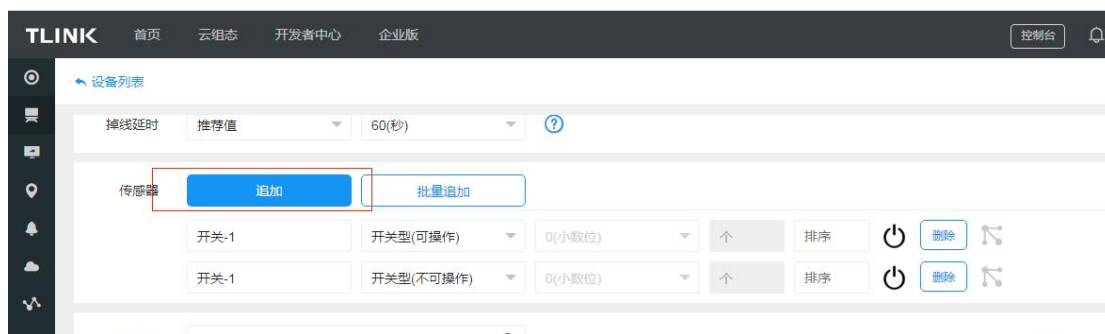 TLINK 首页 云组态 开发者中心 企业版 控制台
设备列表
掉线延时 推荐值 60(秒) ?
传感器 追加 批量追加
开关-1 开关型(可操作) 0(小数位) 个 排序 删除
开关-1 开关型(不可操作) 0(小数位) 个 排序 删除